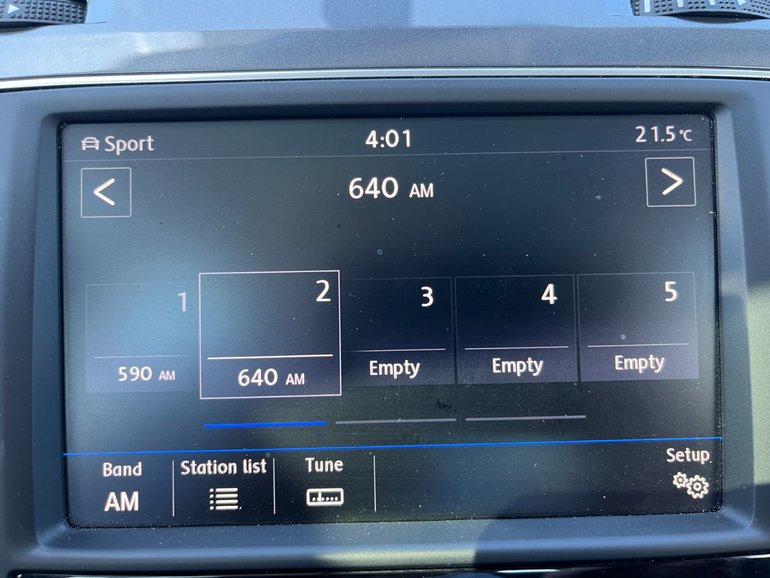 Sport 4:01 21.5°C
< 640 AM >
1 2 3 4 5
590 AM 640 AM Empty Empty Empty
Band Station list Tune Setup
AM